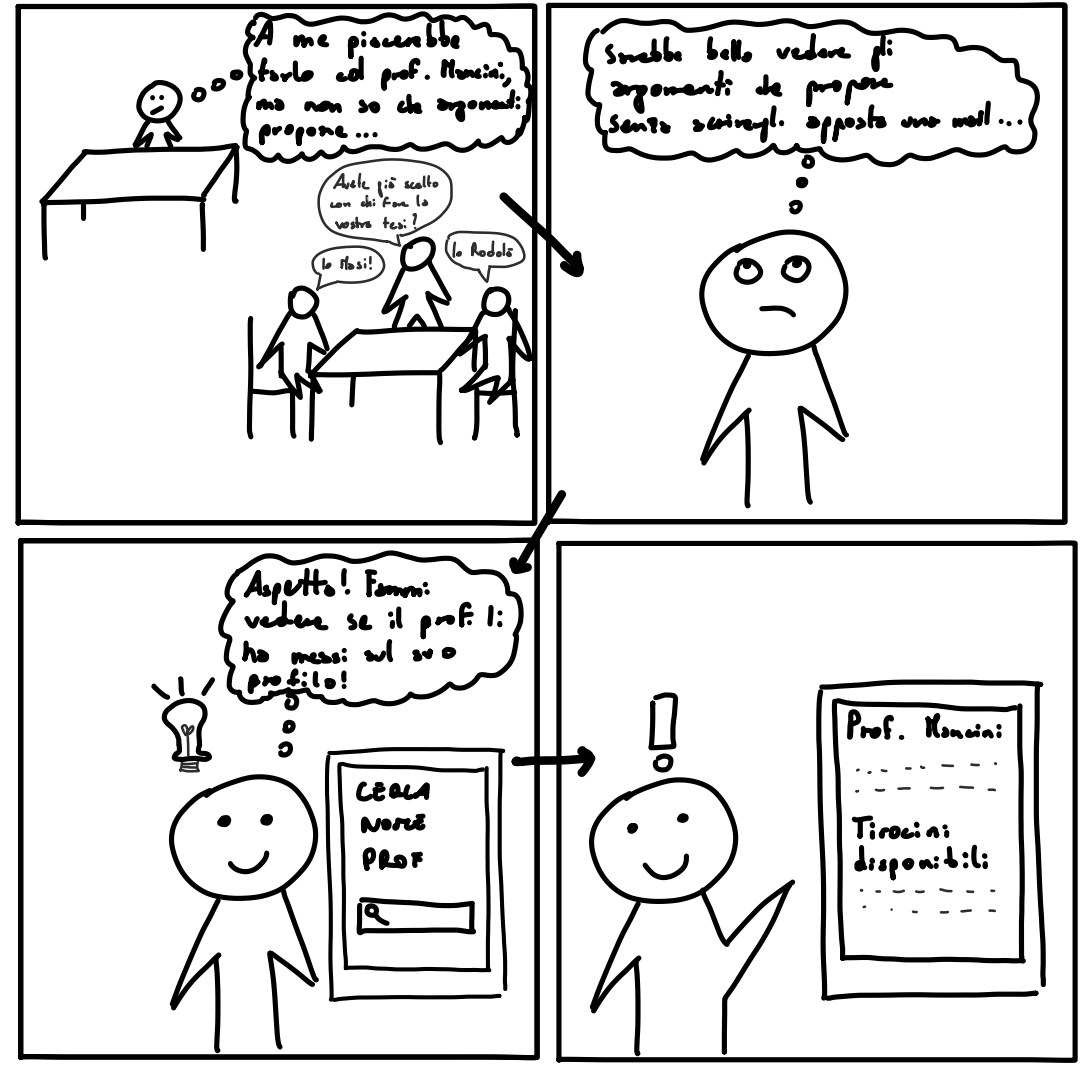 A me piacerebbe
farlo col prof. Mancini,
ma non so che argomenti
propone...
Avete già scelto
con chi fare la
vostra tesi?
Io Masi!
Io Rodolà
Sarebbe bello vedere gli
argomenti che propone
senza scrivergli apposta una mail...
Aspetta! Fammi
vedere se il prof. li
ha messi sul suo
profilo!
CERCA
NOME
PROF
Prof. Mancini
Tirocini
disponibili